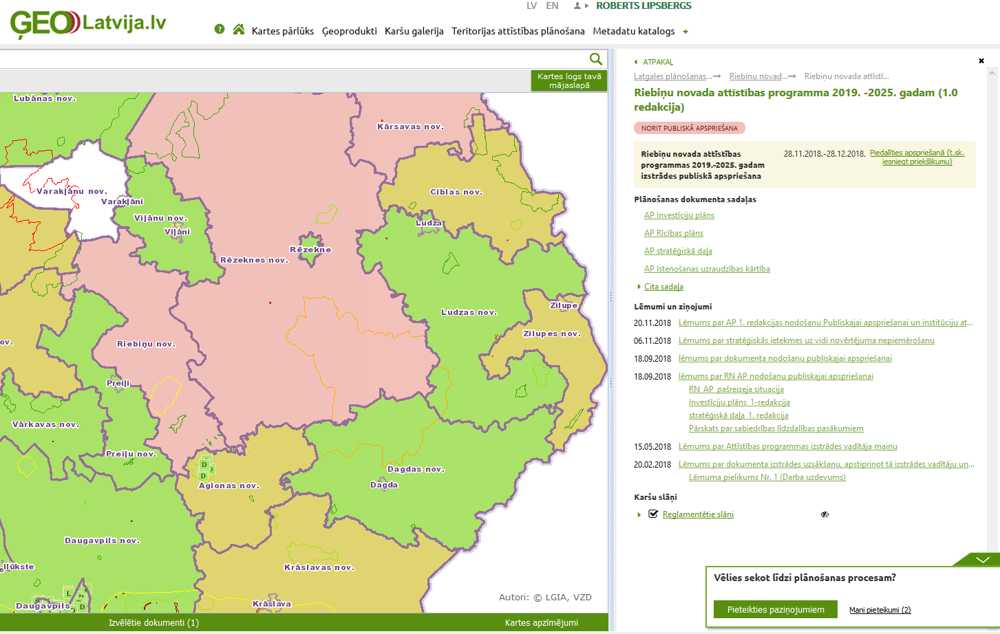 LV EN ROBERTS LIPSBERGS
ĢEO Latvija.lv
? Kartes pārlūks Ģeoprodukti Karšu galerija Teritorijas attīstības plānošana Metadatu katalogs +
Kartes logs tavā
mājaslapā
Lubānas nov.
Kārsavas nov.
Varakļānu nov.
Varakļāni
Ciblas nov.
Viļānu nov.
Viļāni
Ludza
Rēzekne
Rēzeknes nov.
Zilupe
Ludzas nov.
Zilupes nov.
ov.
Riebiņu nov.
Preiļi
Vārkavas nov.
Preiļu nov.
D
D
Dagdas nov.
Dagda
Aglonas nov.
Daugavpils nov.
Ilūkste
Krāslavas nov.
L
D
D
Daugavpils
Krāslava
Autori: © LGIA, VZD
Izvēlētie dokumenti (1)
Kartes apzīmējumi
ATPAKAĻ
Latgales plānošanas... Riebiņu novad... Riebiņu novada attīstī...
Riebiņu novada attīstības programma 2019. -2025. gadam (1.0
redakcija)
NORIT PUBLISKĀ APSPRIEŠANA
Riebiņu novada attīstības
programmas 2019.-2025. gadam
izstrādes publiskā apspriešana
28.11.2018.-28.12.2018.
Piedalīties apspriešanā (t.sk.
iesniegt priekšlikumu)
Plānošanas dokumenta sadaļas
AP Investīciju plāns
AP Rīcības plāns
AP stratēģiskā daļa
AP īstenošanas uzraudzības kārtība
Cita sadaļa
Lēmumi un ziņojumi
20.11.2018 Lēmums par AP 1. redakcijas nodošanu Publiskajai apspriešanai un institūciju at...
06.11.2018 Lēmums par stratēģiskās ietekmes uz vidi novērtējuma nepiemērošanu
18.09.2018 lēmums par dokumenta nodošanu publiskajai apspriešanai
18.09.2018 lēmums par RN AP nodošanu publiskajai apspriešanai
RN_AP_pašreizeja situacija
Investīciju plāns_1-redakcija
stratēģiskā daļa_1. redakcija
Pārskats par sabiedrības līdzdalības pasākumiem
15.05.2018 Lēmums par Attīstības programmas izstrādes vadītāja maiņu
20.02.2018 Lēmums par dokumenta izstrādes uzsākšanu, apstiprinot tā izstrādes vadītāju un...
Lēmuma pielikums Nr. 1 (Darba uzdevums)
Karšu slāņi
Reglamentētie slāņi
Vēlies sekot līdzi plānošanas procesam?
Pieteikties paziņojumiem Mani pieteikumi (2)